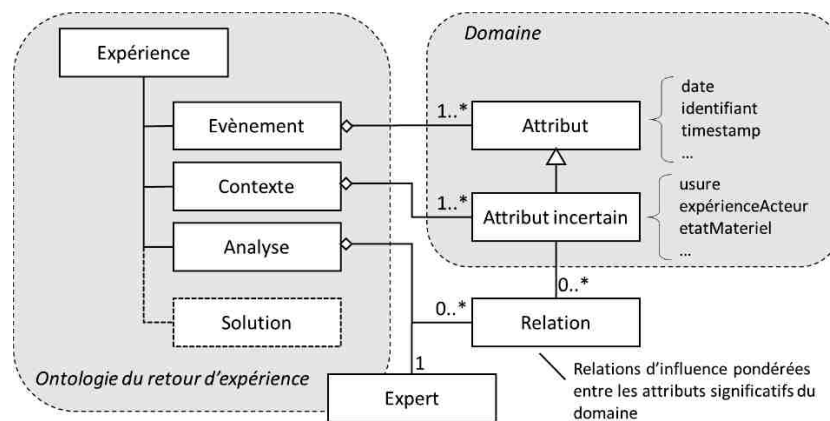 Domaine
Expérience
Evènement
1..*
Attribut
date
identifiant
timestamp
...
Contexte
1..*
Attribut incertain
usure
expérienceActeur
etatMateriel
...
Analyse
0..*
0..*
Solution
Relation
Ontologie du retour d'expérience
1
Expert
Relations d'influence pondérées
entre les attributs significatifs du
domaine